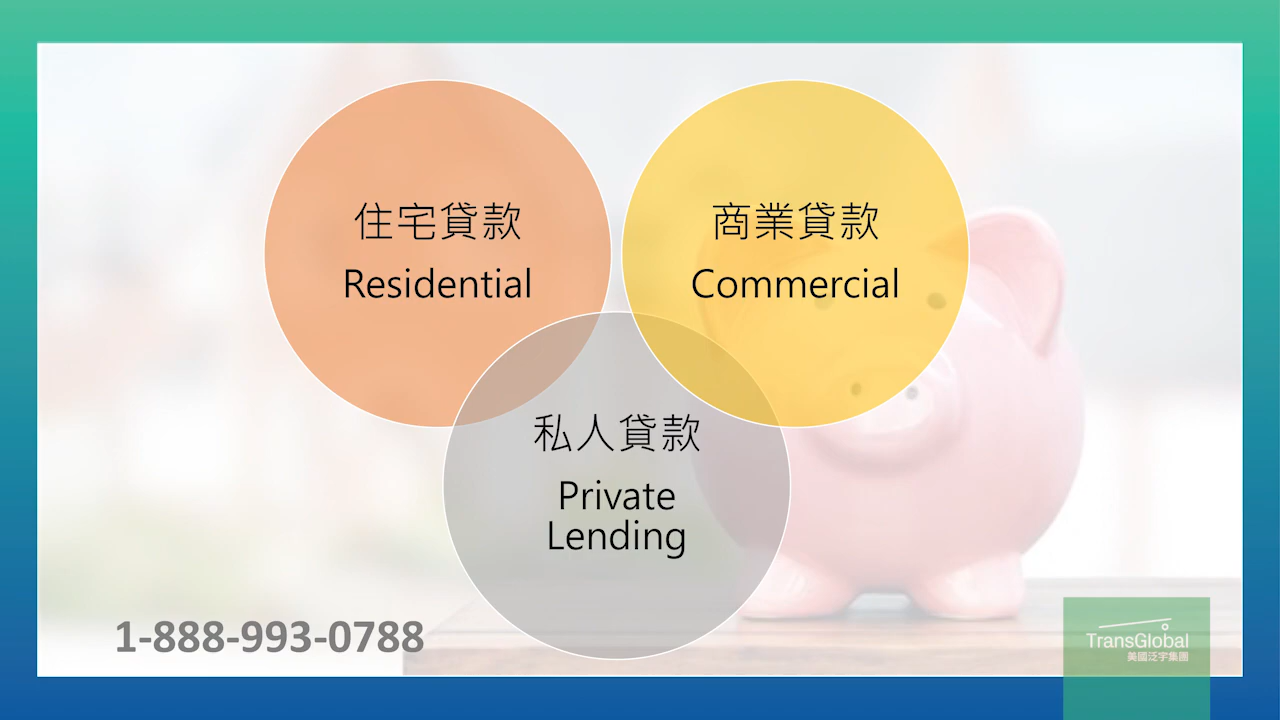 住宅貸款
Residential
商業貸款
Commercial
私人貸款
Private
Lending
1-888-993-0788
TransGlobal
美國泛宇集團